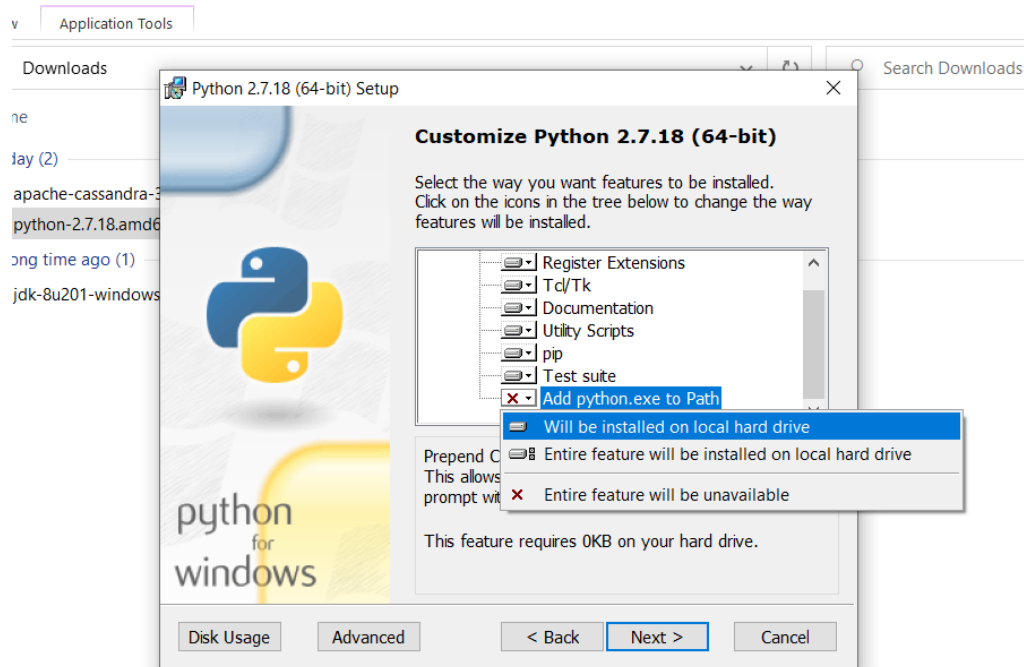 Application Tools
Downloads
Search Downloads
Python 2.7.18 (64-bit) Setup
Customize Python 2.7.18 (64-bit)
Select the way you want features to be installed.
Click on the icons in the tree below to change the way
features will be installed.
apache-cassandra-3
python-2.7.18.amd6
ong time ago (1)
jdk-8u201-windows
Register Extensions
Tcl/Tk
Documentation
Utility Scripts
pip
Test suite
Add python.exe to Path
Will be installed on local hard drive
Entire feature will be installed on local hard drive
Entire feature will be unavailable
Prepend C
This allows
prompt wit
This feature requires 0KB on your hard drive.
python
for
windows
Disk Usage
Advanced
< Back
Next >
Cancel